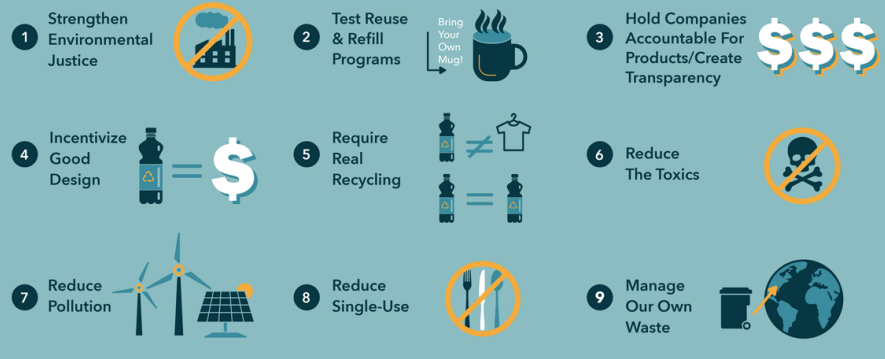 1
Strengthen
Environmental
Justice
2
Test Reuse
& Refill
Programs
Bring
Your
Own
Mug!
3
Hold Companies
Accountable For
Products/Create
Transparency
$$$
4
Incentivize
Good
Design
=
$
5
Require
Real
Recycling
≠
=
6
Reduce
The Toxics
7
Reduce
Pollution
8
Reduce
Single-Use
9
Manage
Our Own
Waste